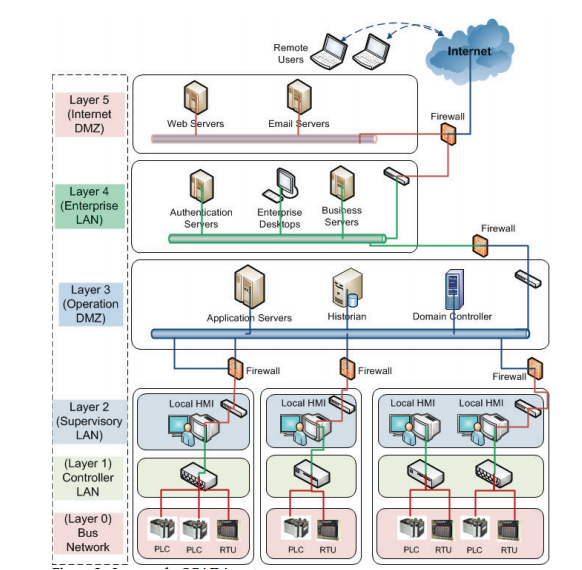 Remote
Users
Internet
Layer 5
(Internet
DMZ)
Web Servers
Email Servers
Firewall
Layer 4
(Enterprise
LAN)
Authentication
Servers
Enterprise
Desktops
Business
Servers
Firewall
Layer 3
(Operation
DMZ)
Application Servers
Historian
Domain Controller
Firewall
Firewall
Firewall
Layer 2
(Supervisory
LAN)
Local HMI
Local HMI
Local HMI
Local HMI
(Layer 1)
Controller
LAN
(Layer 0)
Bus
Network
PLC
PLC
RTU
PLC
RTU
PLC
RTU
PLC
RTU